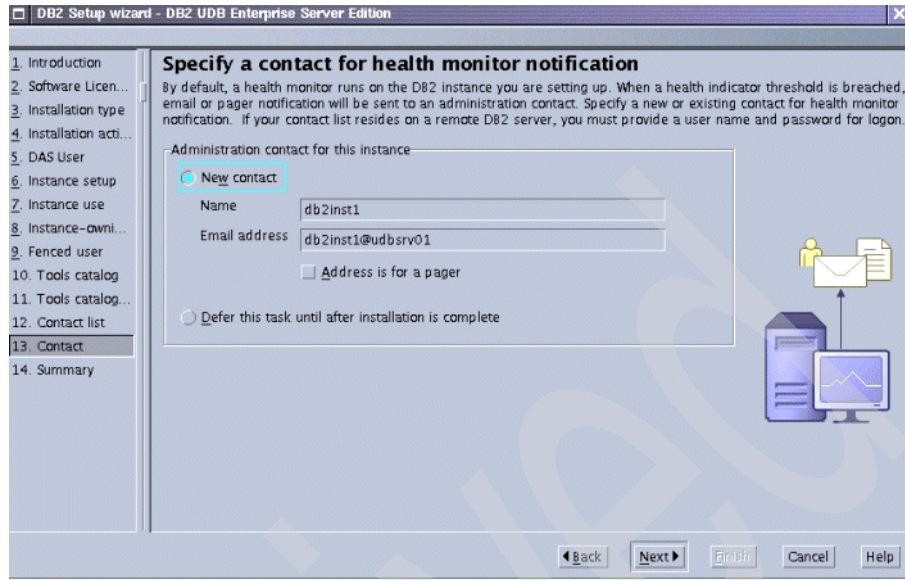 DB2 Setup wizard - DB2 UDB Enterprise Server Edition
1. Introduction
2. Software Licen...
3. Installation type
4. Installation acti...
5. DAS User
6. Instance setup
7. Instance use
8. Instance-owni...
9. Fenced user
10. Tools catalog
11. Tools catalog...
12. Contact list
13. Contact
14. Summary
Specify a contact for health monitor notification
By default, a health monitor runs on the DB2 instance you are setting up. When a health indicator threshold is breached,
email or pager notification will be sent to an administration contact. Specify a new or existing contact for health monitor
notification. If your contact list resides on a remote DB2 server, you must provide a user name and password for logon.
Administration contact for this instance
New contact
Name
db2inst1
Email address
db2inst1@udbsrv01
Address is for a pager
Defer this task until after installation is complete
Back
Next
Finish
Cancel
Help